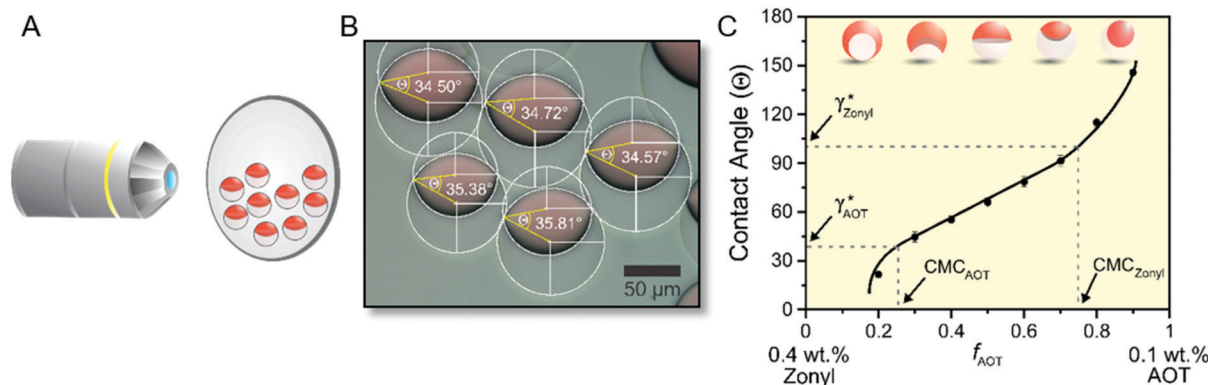 A
B
34.50°
Θ
34.72°
Θ
34.57°
Θ
35.38°
Θ
35.81°
Θ
50 µm
C
Contact Angle (Θ)
180
150
120
90
60
30
0
γ*Zonyl
γ*AOT
CMCAOT
CMCZonyl
0 0.2 0.4 0.6 0.8 1
0.4 wt.% fAOT 0.1 wt.%
Zonyl AOT